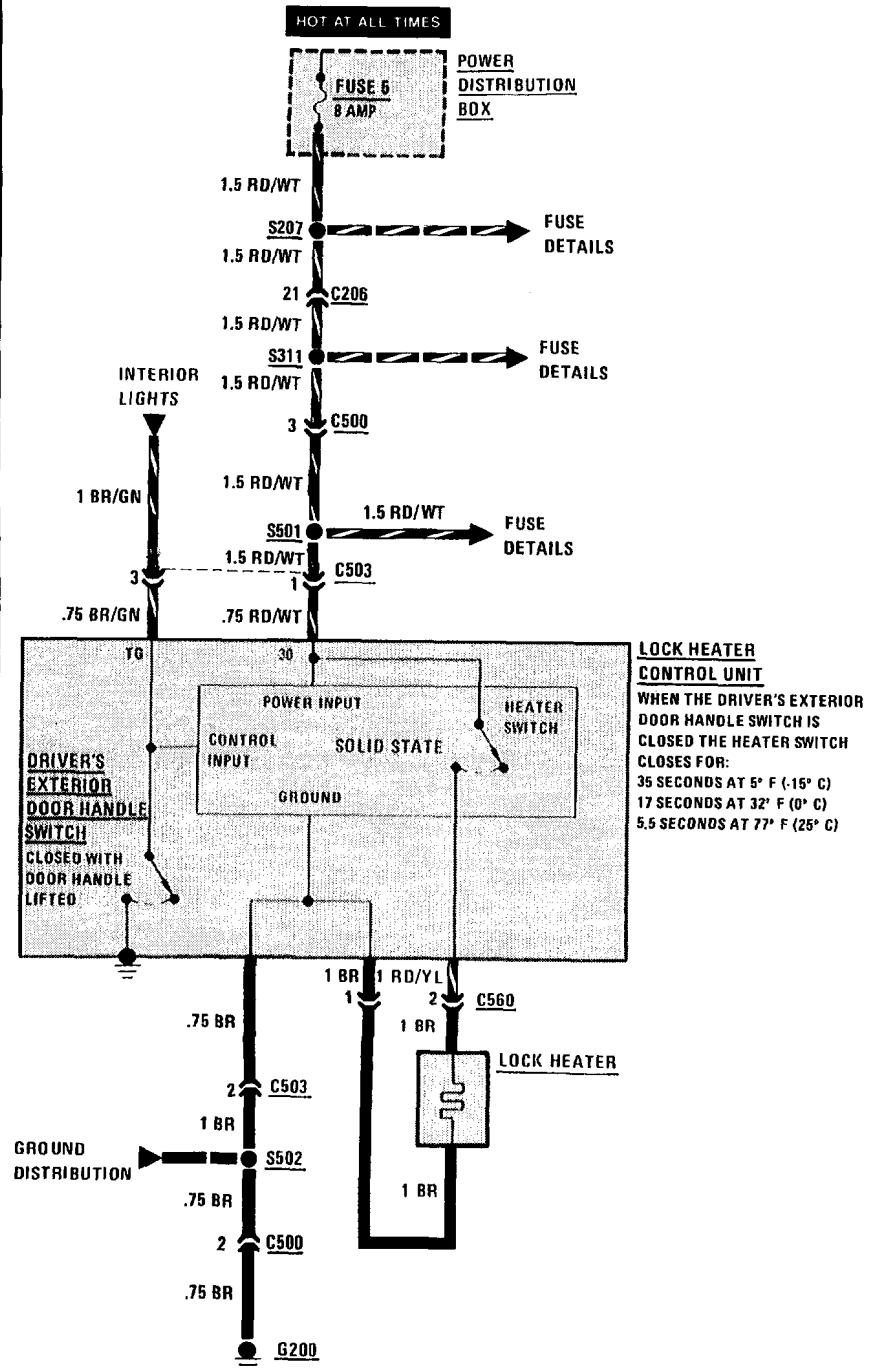 HOT AT ALL TIMES
POWER
DISTRIBUTION
BOX
FUSE 6
8 AMP
1.5 RD/WT
S207
FUSE
DETAILS
1.5 RD/WT
21
C206
1.5 RD/WT
S311
FUSE
DETAILS
1.5 RD/WT
INTERIOR
LIGHTS
3
C500
1 BR/GN
1.5 RD/WT
1.5 RD/WT
S501
FUSE
DETAILS
1.5 RD/WT
3
1
C503
.75 BR/GN
.75 RD/WT
TG
30
LOCK HEATER
CONTROL UNIT
WHEN THE DRIVER'S EXTERIOR
DOOR HANDLE SWITCH IS
CLOSED THE HEATER SWITCH
CLOSES FOR:
35 SECONDS AT 5° F (-15° C)
17 SECONDS AT 32° F (0° C)
5.5 SECONDS AT 77° F (25° C)
POWER INPUT
HEATER
SWITCH
CONTROL
INPUT
SOLID STATE
GROUND
DRIVER'S
EXTERIOR
DOOR HANDLE
SWITCH
CLOSED WITH
DOOR HANDLE
LIFTED
1 BR
1 RD/YL
1
2
C560
.75 BR
1 BR
LOCK HEATER
2
C503
1 BR
GROUND
DISTRIBUTION
S502
.75 BR
1 BR
2
C500
.75 BR
G200